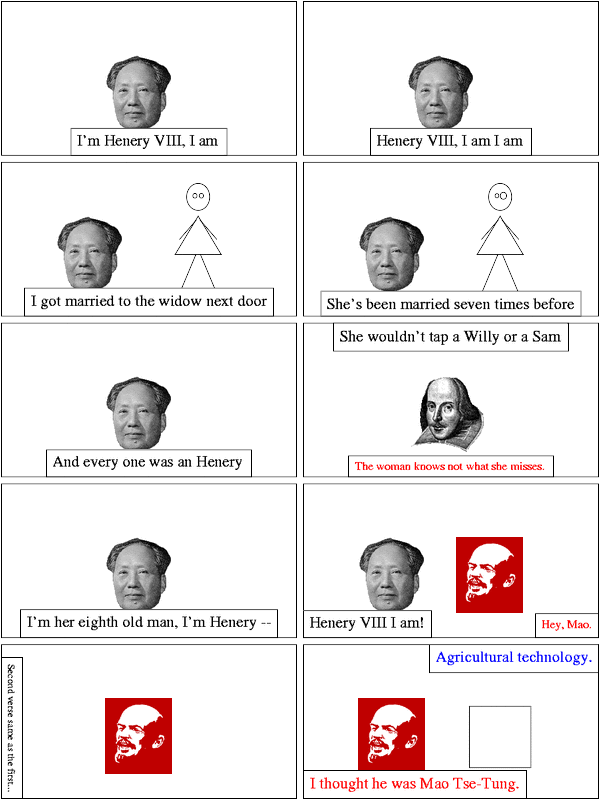 I'm Henery VIII, I am
Henery VIII, I am I am
I got married to the widow next door
She's been married seven times before
And every one was an Henery
She wouldn't tap a Willy or a Sam
The woman knows not what she misses.
I'm her eighth old man, I'm Henery --
Henery VIII I am!
Hey, Mao.
Second verse same as the first...
Agricultural technology.
I thought he was Mao Tse-Tung.